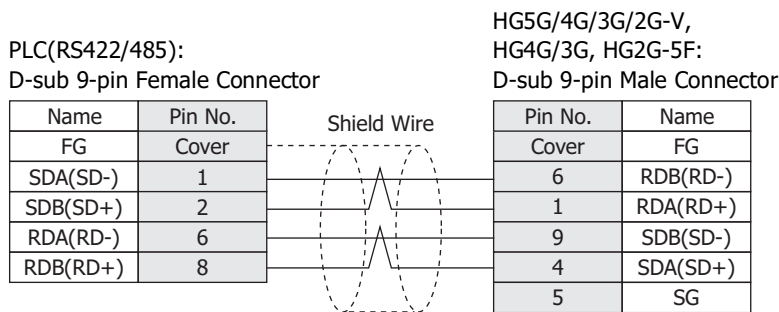 PLC(RS422/485):
D-sub 9-pin Female Connector
HG5G/4G/3G/2G-V,
HG4G/3G, HG2G-5F:
D-sub 9-pin Male Connector
Name Pin No.
FG Cover
SDA(SD-) 1
SDB(SD+) 2
RDA(RD-) 6
RDB(RD+) 8
Shield Wire
Pin No. Name
Cover FG
6 RDB(RD-)
1 RDA(RD+)
9 SDB(SD-)
4 SDA(SD+)
5 SG